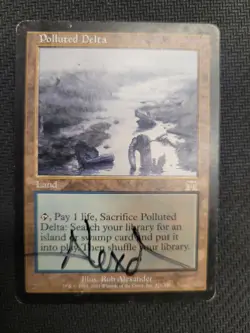 Polluted Delta
Land
, Pay 1 life, Sacrifice Polluted
Delta: Search your library for an
island or swamp card and put it
into play. Then shuffle your library.
Illus. Rob Alexander